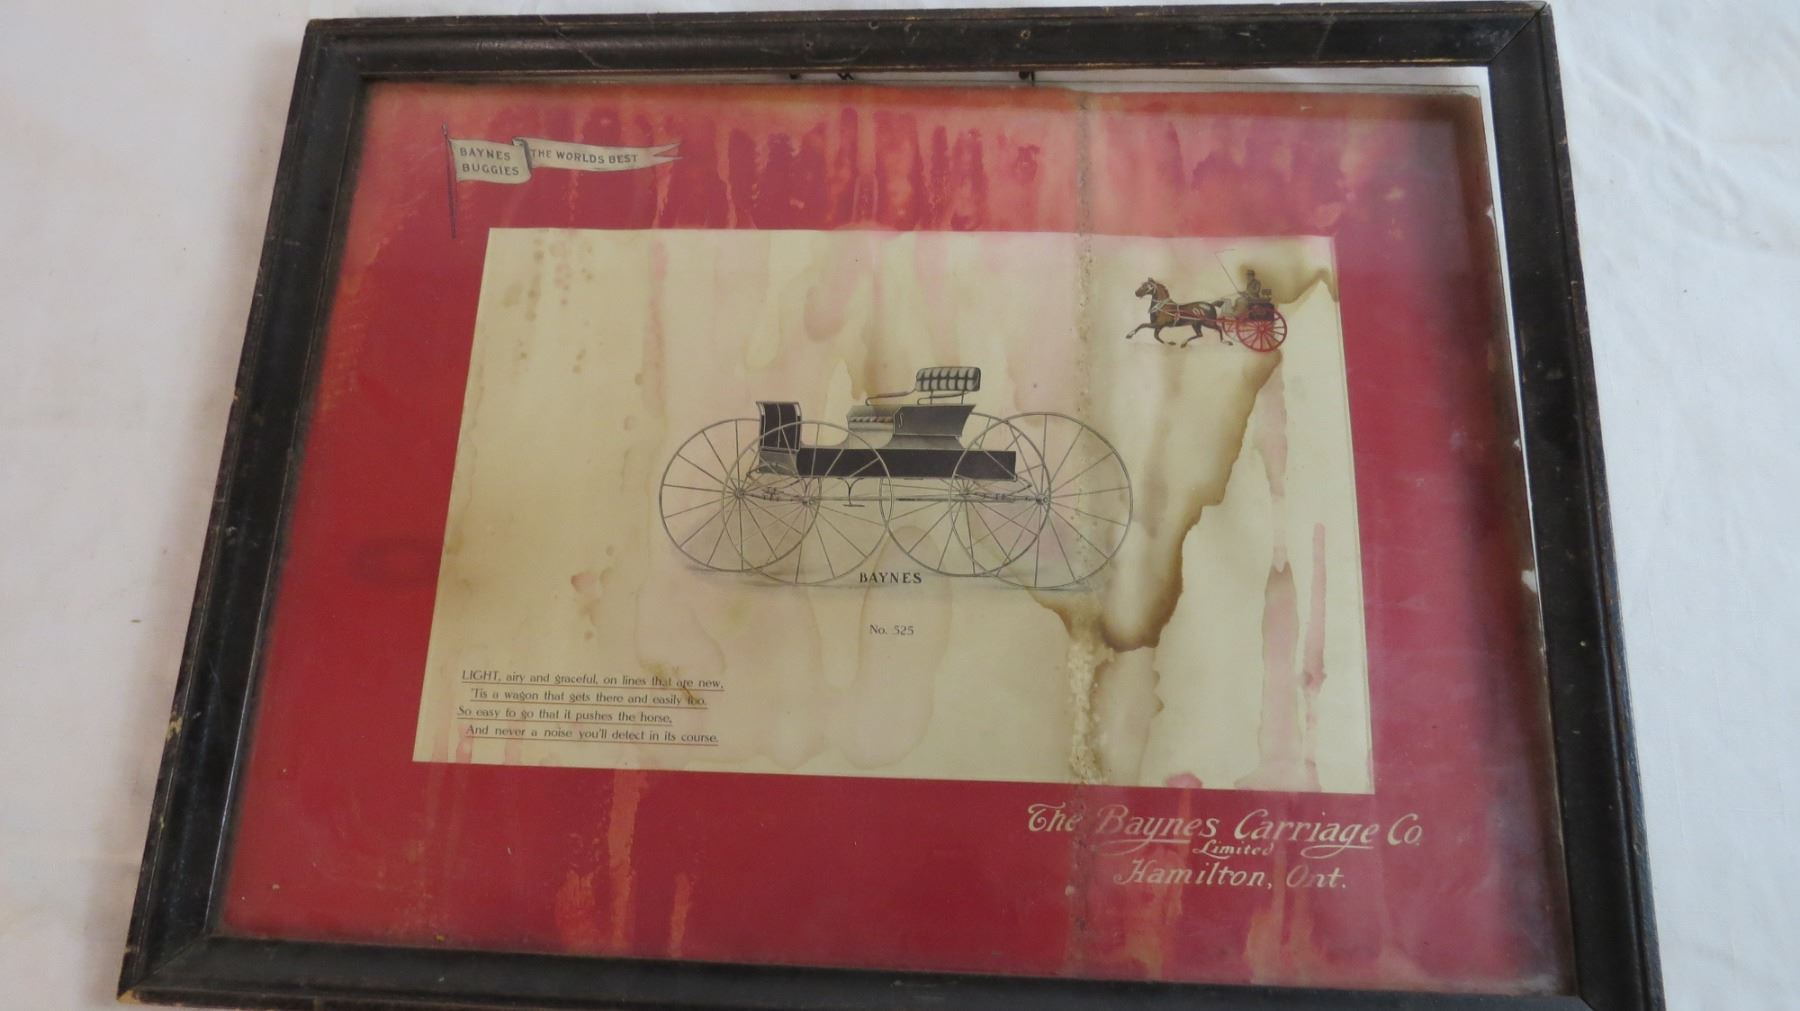 BAYNES
BUGGIES
THE WORLDS BEST
BAYNES
No. 525
LIGHT, airy and graceful, on lines that are new,
'Tis a wagon that gets there and easily too.
So easy to go that it pushes the horse,
And never a noise you'll detect in its course.
The Baynes Carriage Co.
Limited
Hamilton, Ont.